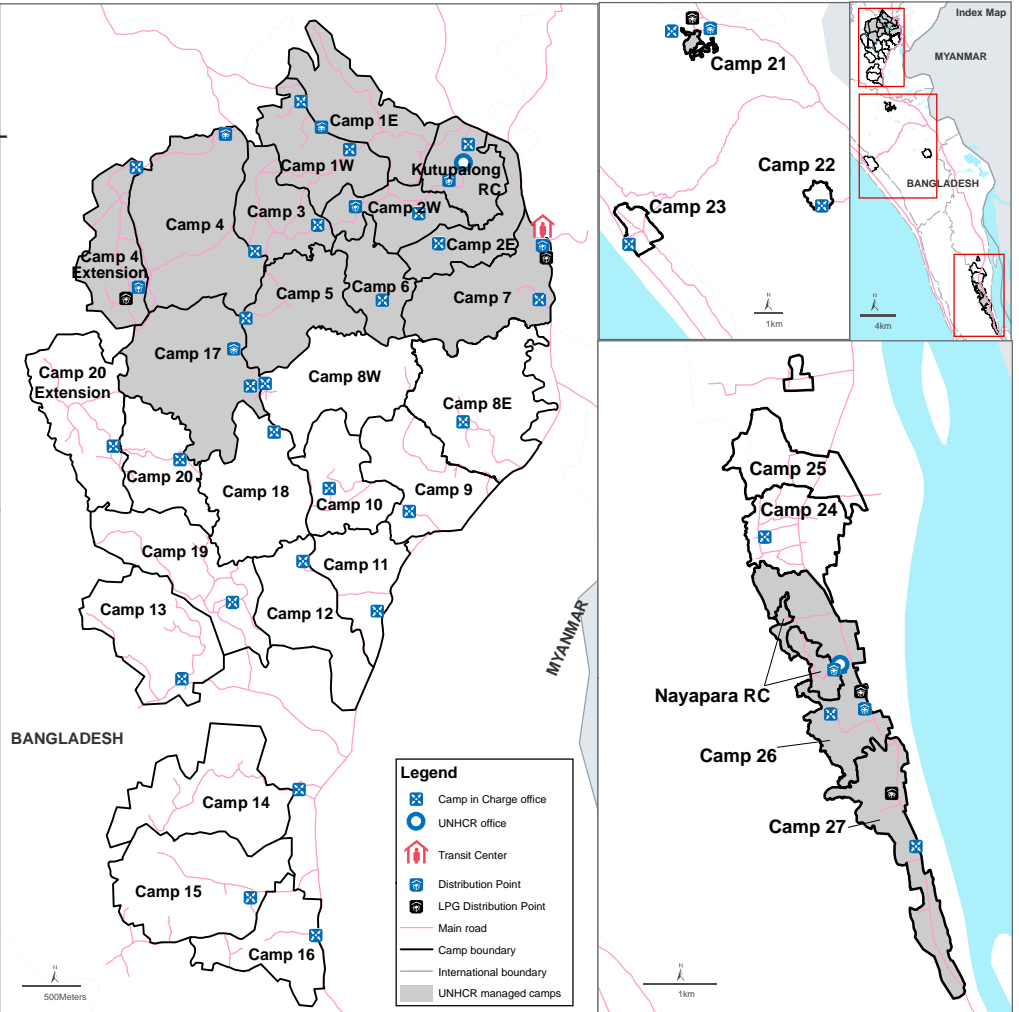 Camp 1E
Camp 1W
Kutupalong
RC
Camp 4
Camp 3
Camp 2W
Camp 2E
Camp 4
Extension
Camp 5
Camp 6
Camp 7
Camp 17
Camp 20
Extension
Camp 8W
Camp 8E
Camp 20
Camp 18
Camp 10
Camp 9
Camp 19
Camp 11
Camp 13
Camp 12
MYANMAR
BANGLADESH
Camp 14
Camp 15
Camp 16
N
500Meters
Legend
Camp in Charge office
UNHCR office
Transit Center
Distribution Point
LPG Distribution Point
Main road
Camp boundary
International boundary
UNHCR managed camps
Camp 21
Camp 22
Camp 23
N
1km
Index Map
MYANMAR
BANGLADESH
N
4km
Camp 25
Camp 24
Nayapara RC
Camp 26
Camp 27
N
1km